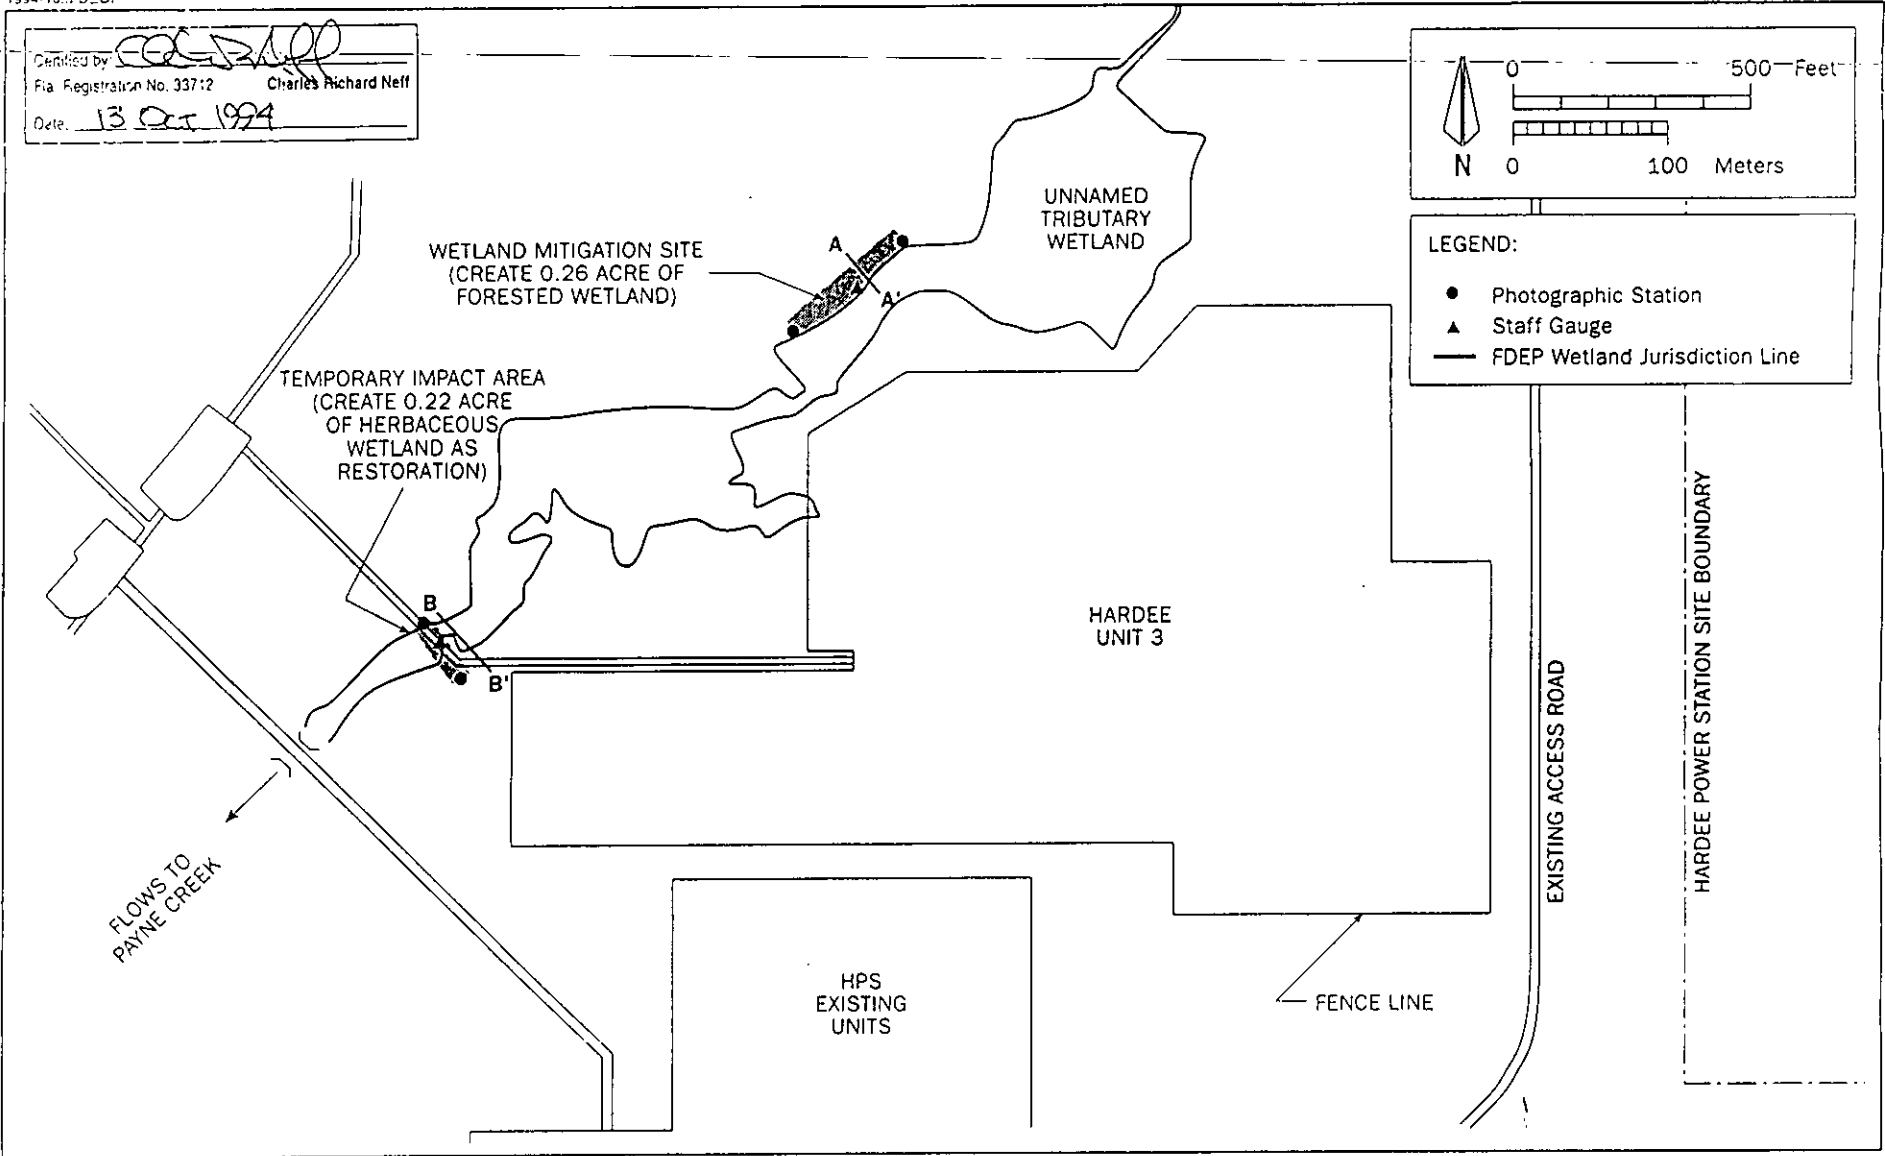 Certified by:
Fla. Registration No. 33712 Charles Richard Neff
Date: 13 Oct 1994
0 500 Feet
N 0 100 Meters
LEGEND:
Photographic Station
Staff Gauge
FDEP Wetland Jurisdiction Line
UNNAMED
TRIBUTARY
WETLAND
WETLAND MITIGATION SITE
(CREATE 0.26 ACRE OF
FORESTED WETLAND)
A
A'
TEMPORARY IMPACT AREA
(CREATE 0.22 ACRE
OF HERBACEOUS
WETLAND AS
RESTORATION)
B
B'
HARDEE
UNIT 3
EXISTING ACCESS ROAD
HARDEE POWER STATION SITE BOUNDARY
FLOWS TO
PAYNE CREEK
HPS
EXISTING
UNITS
FENCE LINE